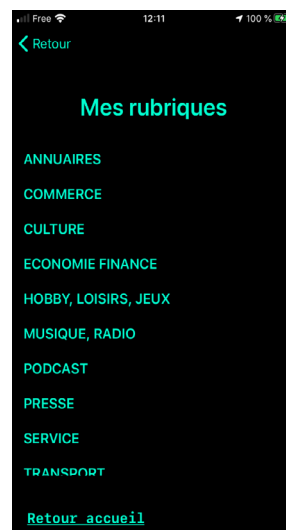 Free 12:11 100 %
Retour
Mes rubriques
ANNUAIRES
COMMERCE
CULTURE
ECONOMIE FINANCE
HOBBY, LOISIRS, JEUX
MUSIQUE, RADIO
PODCAST
PRESSE
SERVICE
TRANSPORT
Retour accueil